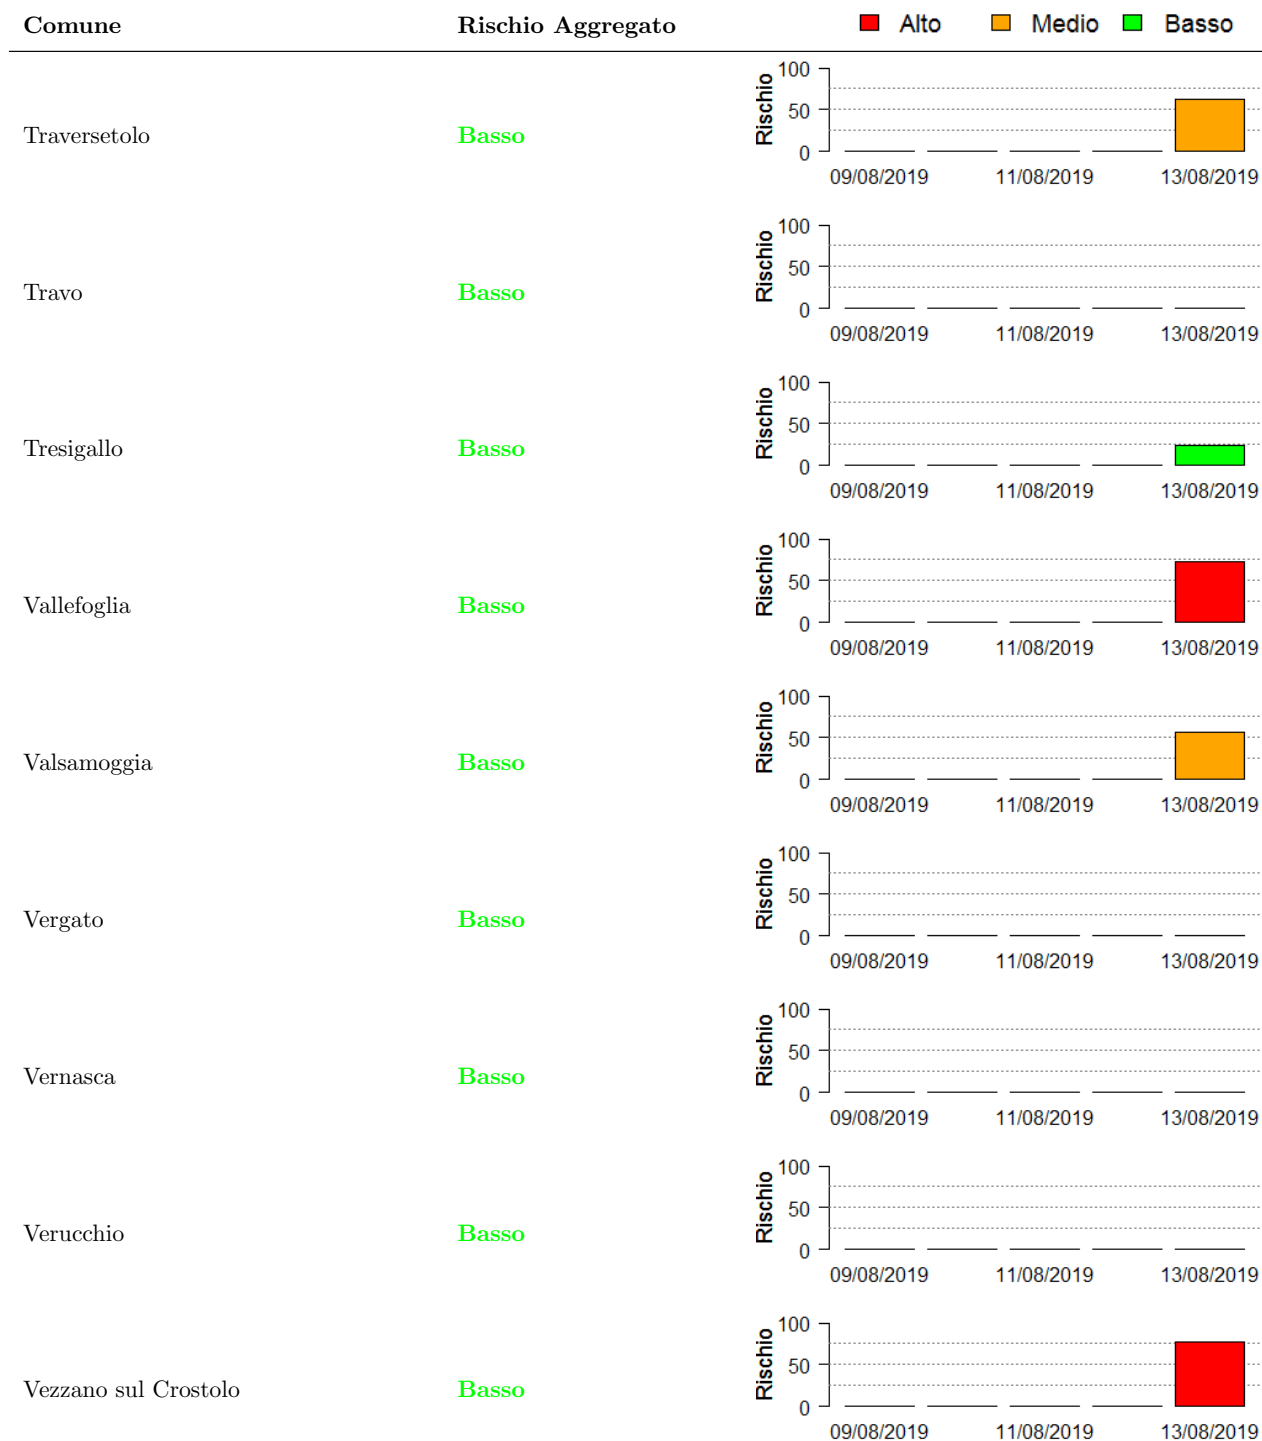 Comune Rischio Aggregato Alto Medio Basso
Traversetolo Basso
Rischio
100
50
0
09/08/2019 11/08/2019 13/08/2019
Travo Basso
Rischio
100
50
0
09/08/2019 11/08/2019 13/08/2019
Tresigallo Basso
Rischio
100
50
0
09/08/2019 11/08/2019 13/08/2019
Vallefoglia Basso
Rischio
100
50
0
09/08/2019 11/08/2019 13/08/2019
Valsamoggia Basso
Rischio
100
50
0
09/08/2019 11/08/2019 13/08/2019
Vergato Basso
Rischio
100
50
0
09/08/2019 11/08/2019 13/08/2019
Vernasca Basso
Rischio
100
50
0
09/08/2019 11/08/2019 13/08/2019
Verucchio Basso
Rischio
100
50
0
09/08/2019 11/08/2019 13/08/2019
Vezzano sul Crostolo Basso
Rischio
100
50
0
09/08/2019 11/08/2019 13/08/2019